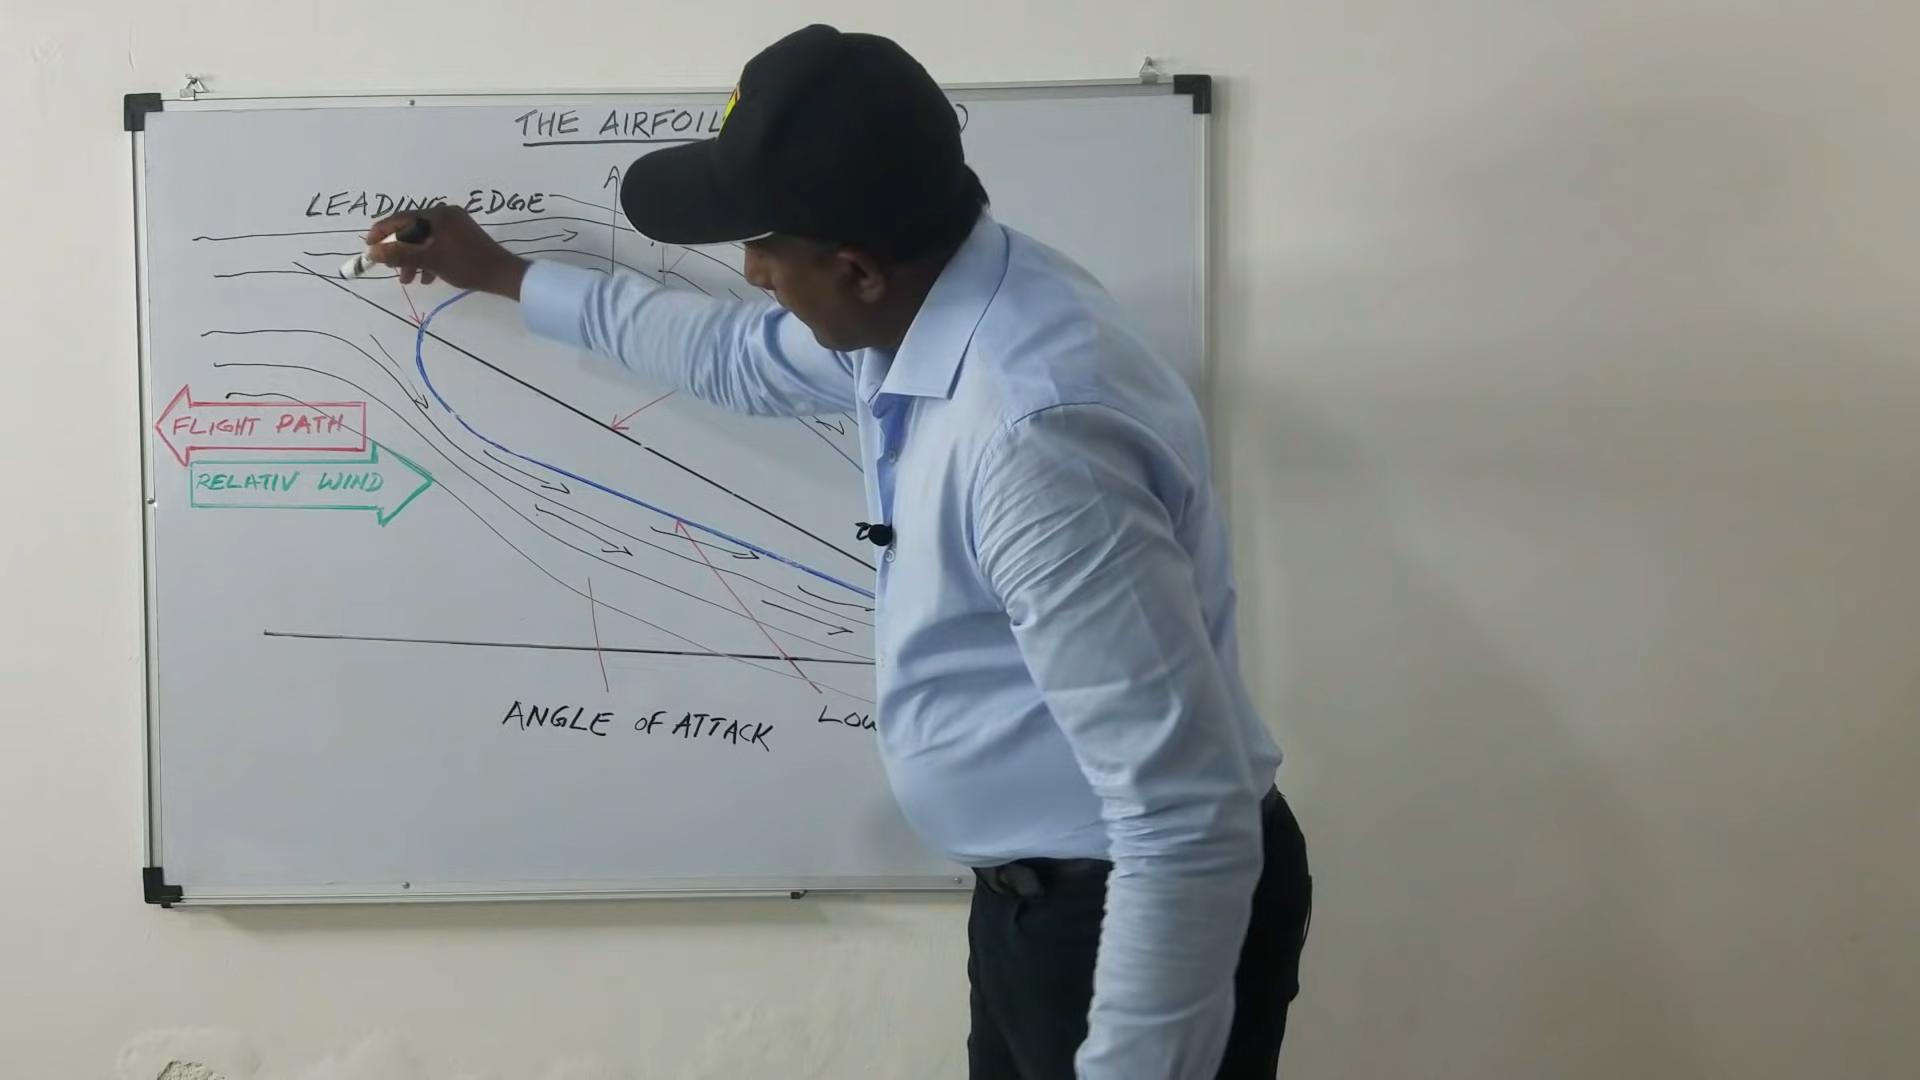 THE AIRFOIL
LEADING EDGE
FLIGHT PATH
RELATIV WIND
ANGLE OF ATTACK